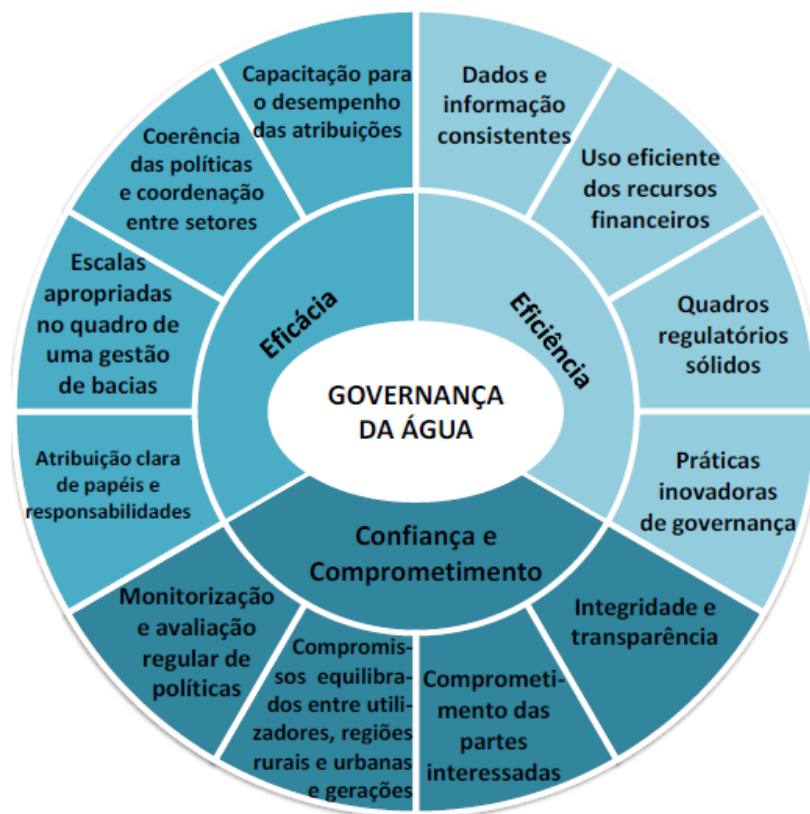 GOVERNANÇA
DA ÁGUA
Eficácia
Eficiência
Confiança e
Comprometimento
Capacitação para
o desempenho
das atribuições
Dados e
informação
consistentes
Uso eficiente
dos recursos
financeiros
Quadros
regulatórios
sólidos
Práticas
inovadoras
de governança
Integridade e
transparência
Comprometi-
mento das
partes
interessadas
Compromis-
sos equilibra-
dos entre utili-
zadores, regiões
rurais e urbanas
e gerações
Monitorização
e avaliação
regular de
políticas
Atribuição clara
de papéis e
responsabilidades
Escalas
apropriadas
no quadro de
uma gestão
de bacias
Coerência
das políticas
e coordenação
entre setores